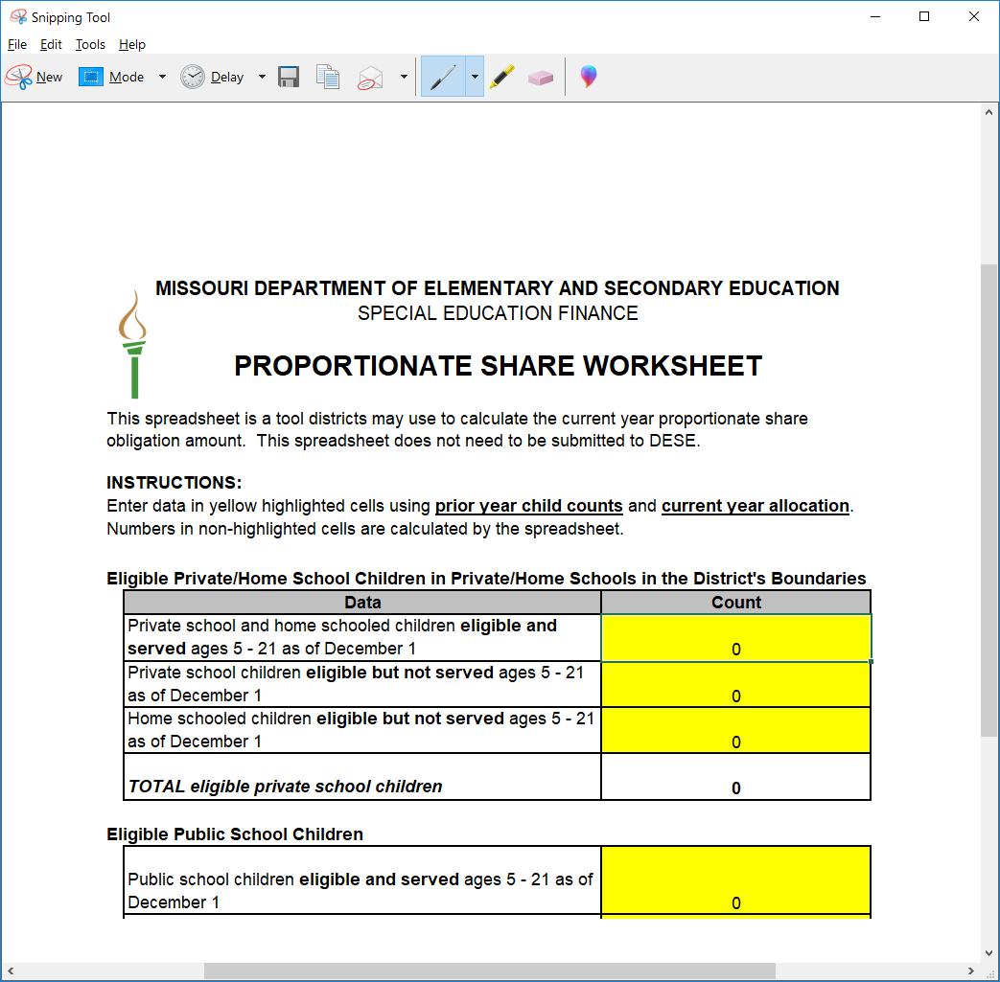 Snipping Tool
File Edit Tools Help
New Mode Delay
MISSOURI DEPARTMENT OF ELEMENTARY AND SECONDARY EDUCATION
SPECIAL EDUCATION FINANCE
PROPORTIONATE SHARE WORKSHEET
This spreadsheet is a tool districts may use to calculate the current year proportionate share
obligation amount.  This spreadsheet does not need to be submitted to DESE.
INSTRUCTIONS:
Enter data in yellow highlighted cells using prior year child counts and current year allocation.
Numbers in non-highlighted cells are calculated by the spreadsheet.
Eligible Private/Home School Children in Private/Home Schools in the District's Boundaries
Data Count
Private school and home schooled children eligible and
served ages 5 - 21 as of December 1 0
Private school children eligible but not served ages 5 - 21
as of December 1 0
Home schooled children eligible but not served ages 5 - 21
as of December 1 0
TOTAL eligible private school children 0
Eligible Public School Children
Public school children eligible and served ages 5 - 21 as of
December 1 0